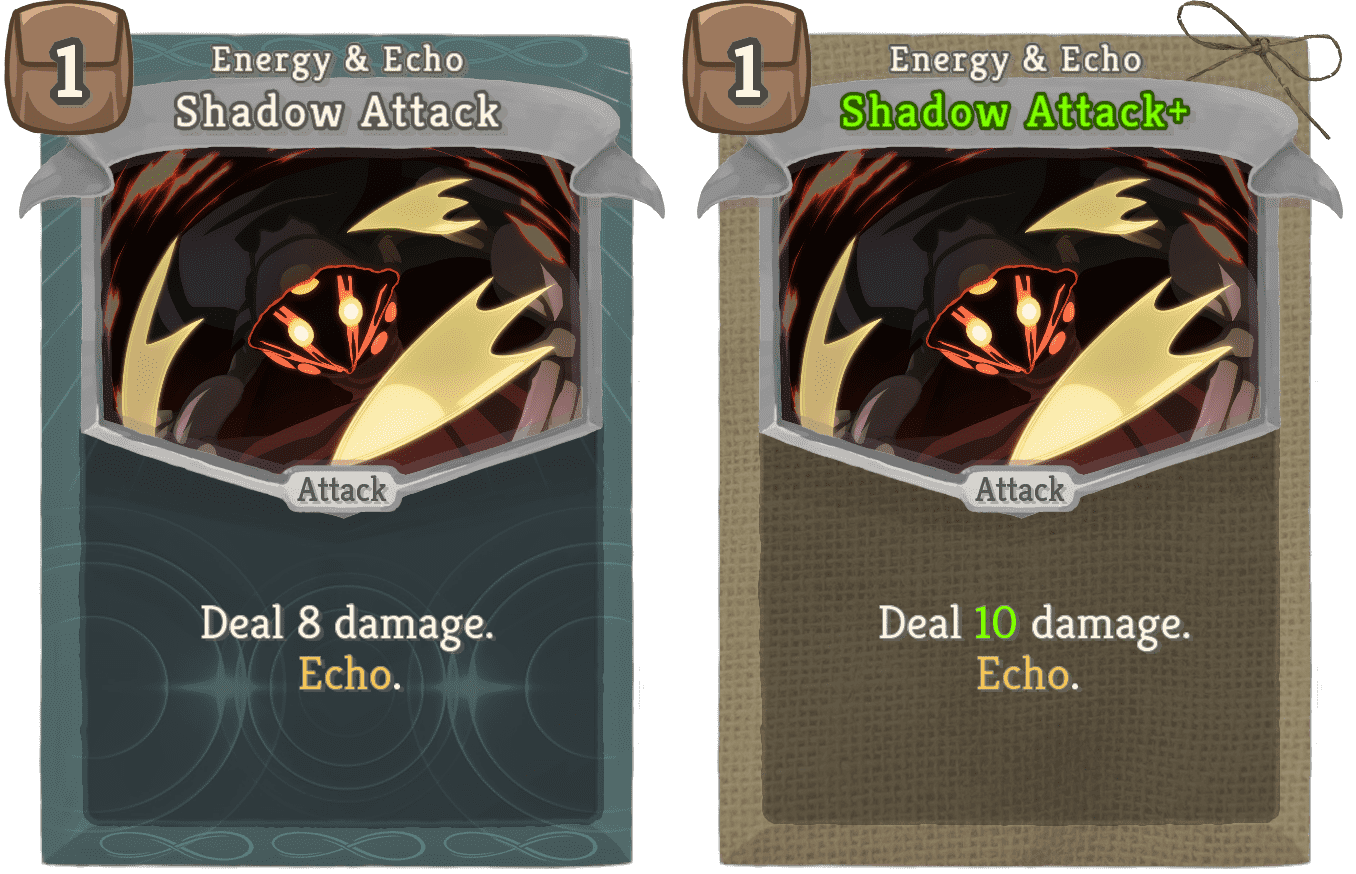 1
Energy & Echo
Shadow Attack
Attack
Deal 8 damage.
Echo.
1
Energy & Echo
Shadow Attack+
Attack
Deal 10 damage.
Echo.